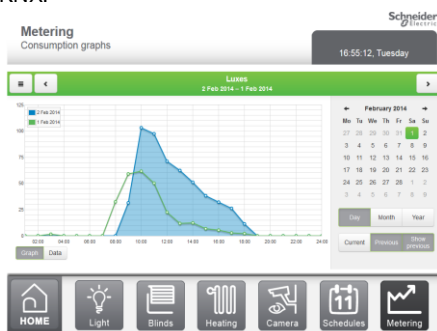 Schneider
Electric
Metering
Consumption graphs
16:55:12, Tuesday
Luxes
2 Feb 2014 – 1 Feb 2014
125
2 Feb 2014
1 Feb 2014
100
75
50
25
0
02:00 04:00 06:00 08:00 10:00 12:00 14:00 16:00 18:00 20:00 22:00 24:00
Graph Data
February 2014
Mo Tu We Th Fr Sa Su
27 28 29 30 31 1 2
3 4 5 6 7 8 9
10 11 12 13 14 15 16
17 18 19 20 21 22 23
24 25 26 27 28 1 2
3 4 5 6 7 8 9
Day Month Year
Current Previous Show previous
HOME Light Blinds Heating Camera 11 Schedules Metering